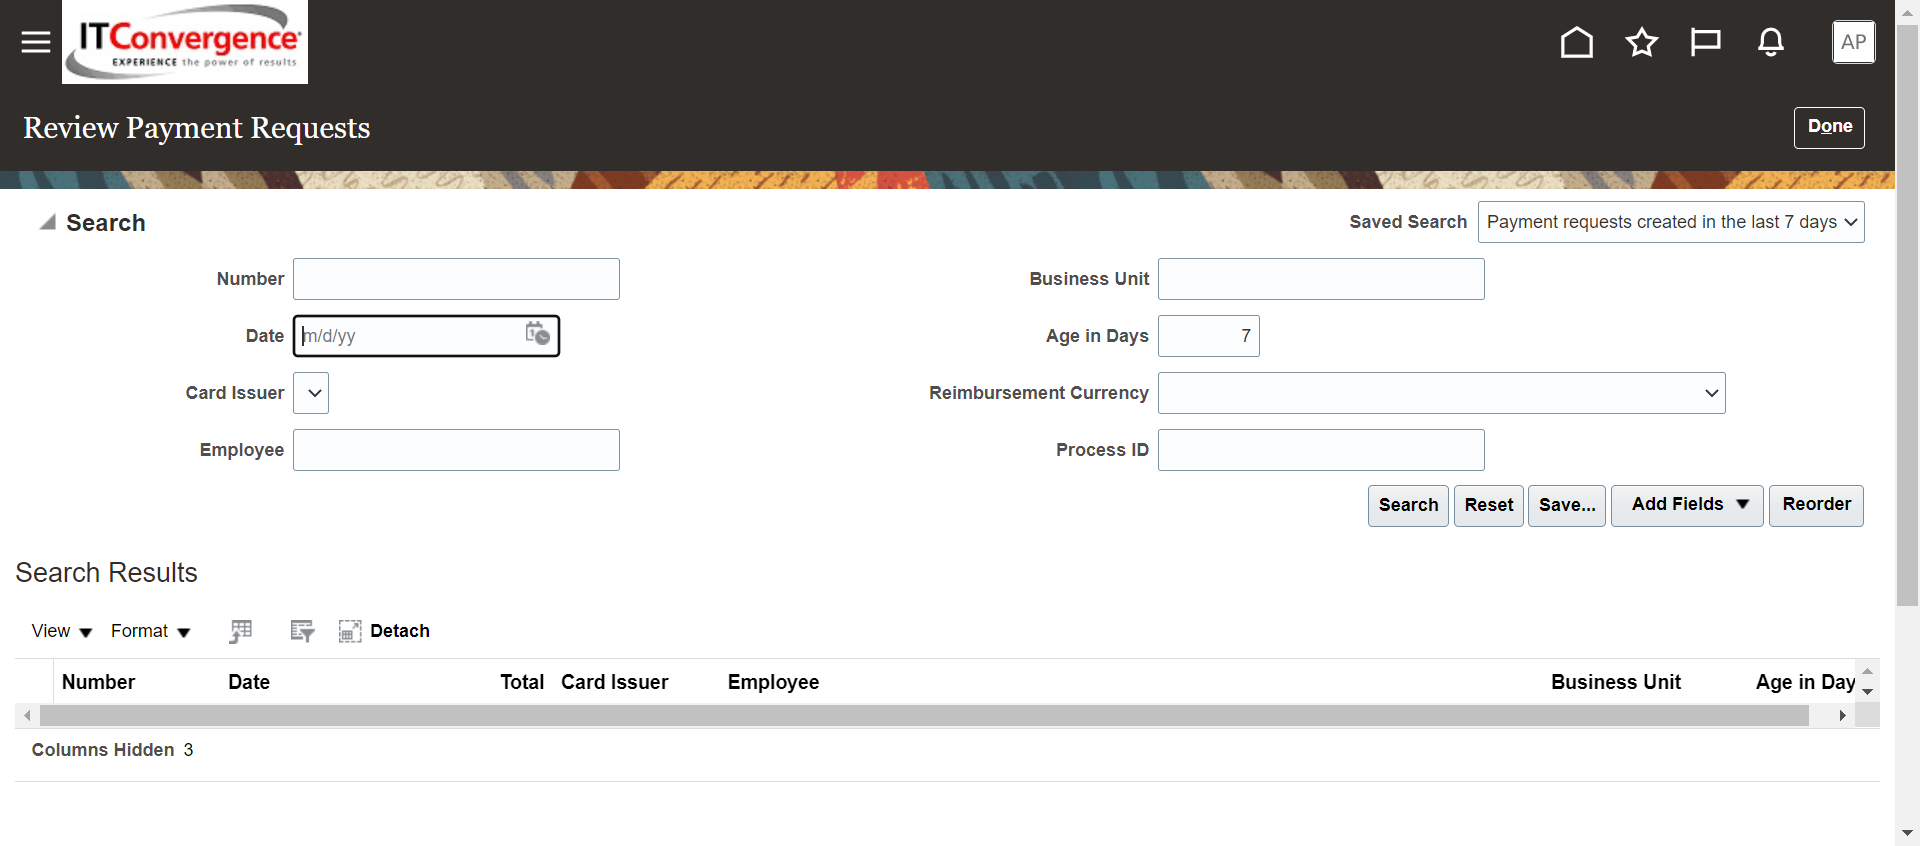 ITConvergence
EXPERIENCE the power of results
AP
Review Payment Requests
Done
Search
Saved Search Payment requests created in the last 7 days
Number
Business Unit
Date m/d/yy
Age in Days 7
Card Issuer
Reimbursement Currency
Employee
Process ID
Search Reset Save... Add Fields Reorder
Search Results
View Format Detach
Number Date Total Card Issuer Employee Business Unit Age in Day
Columns Hidden 3